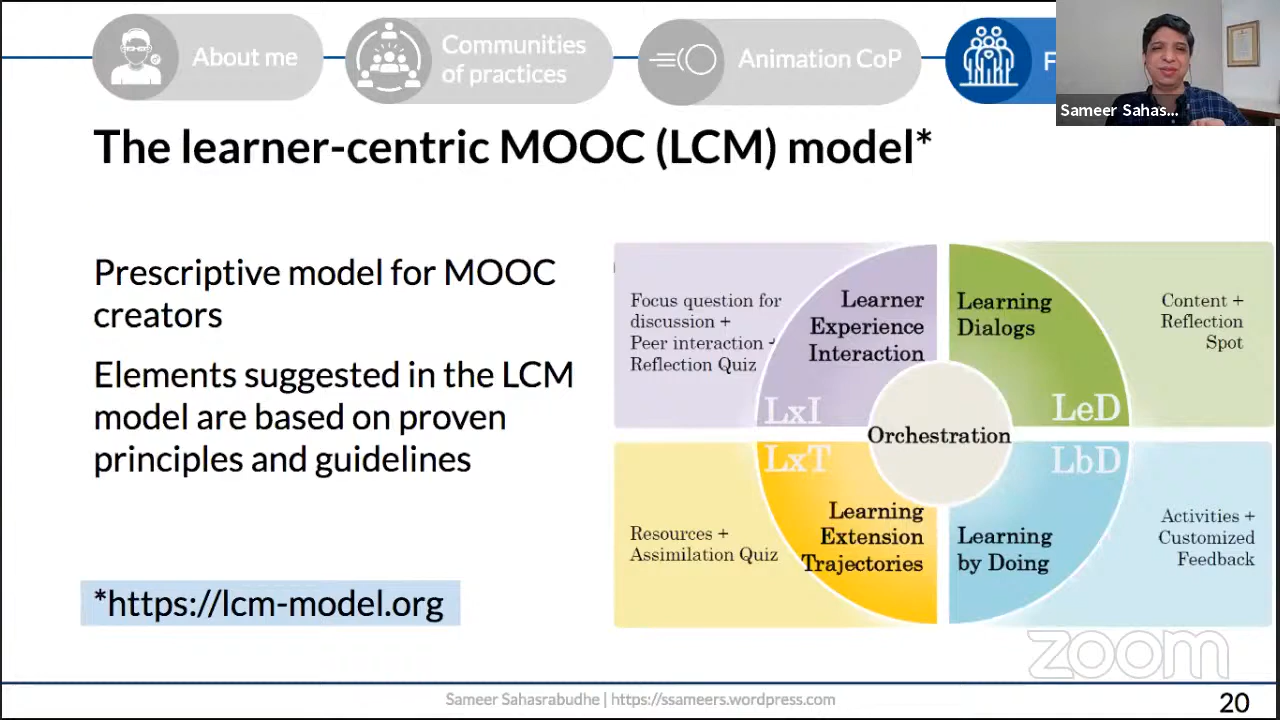 About me
Communities
of practices
Animation CoP
F
Sameer Sahas...
The learner-centric MOOC (LCM) model*
Prescriptive model for MOOC
creators
Elements suggested in the LCM
model are based on proven
principles and guidelines
*https://lcm-model.org
Focus question for
discussion +
Peer interaction +
Reflection Quiz
Learner
Experience
Interaction
LxI
Learning
Dialogs
LeD
Content +
Reflection
Spot
Orchestration
Resources +
Assimilation Quiz
LxT
Learning
Extension
Trajectories
LbD
Learning
by Doing
Activities +
Customized
Feedback
zoom
Sameer Sahasrabudhe | https://ssameers.wordpress.com
20